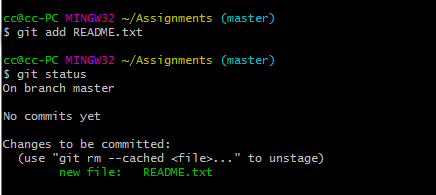 cc@cc-PC MINGW32 ~/Assignments (master)
$ git add README.txt
cc@cc-PC MINGW32 ~/Assignments (master)
$ git status
On branch master
No commits yet
Changes to be committed:
(use "git rm --cached <file>..." to unstage)
new file:   README.txt